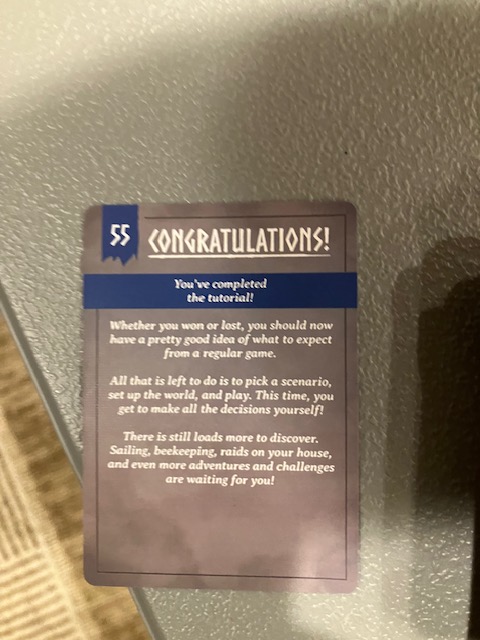 55
CONGRATULATIONS!
You've completed
the tutorial!
Whether you won or lost, you should now
have a pretty good idea of what to expect
from a regular game.
All that is left to do is to pick a scenario,
set up the world, and play. This time, you
get to make all the decisions yourself!
There is still loads more to discover.
Sailing, beekeeping, raids on your house,
and even more adventures and challenges
are waiting for you!